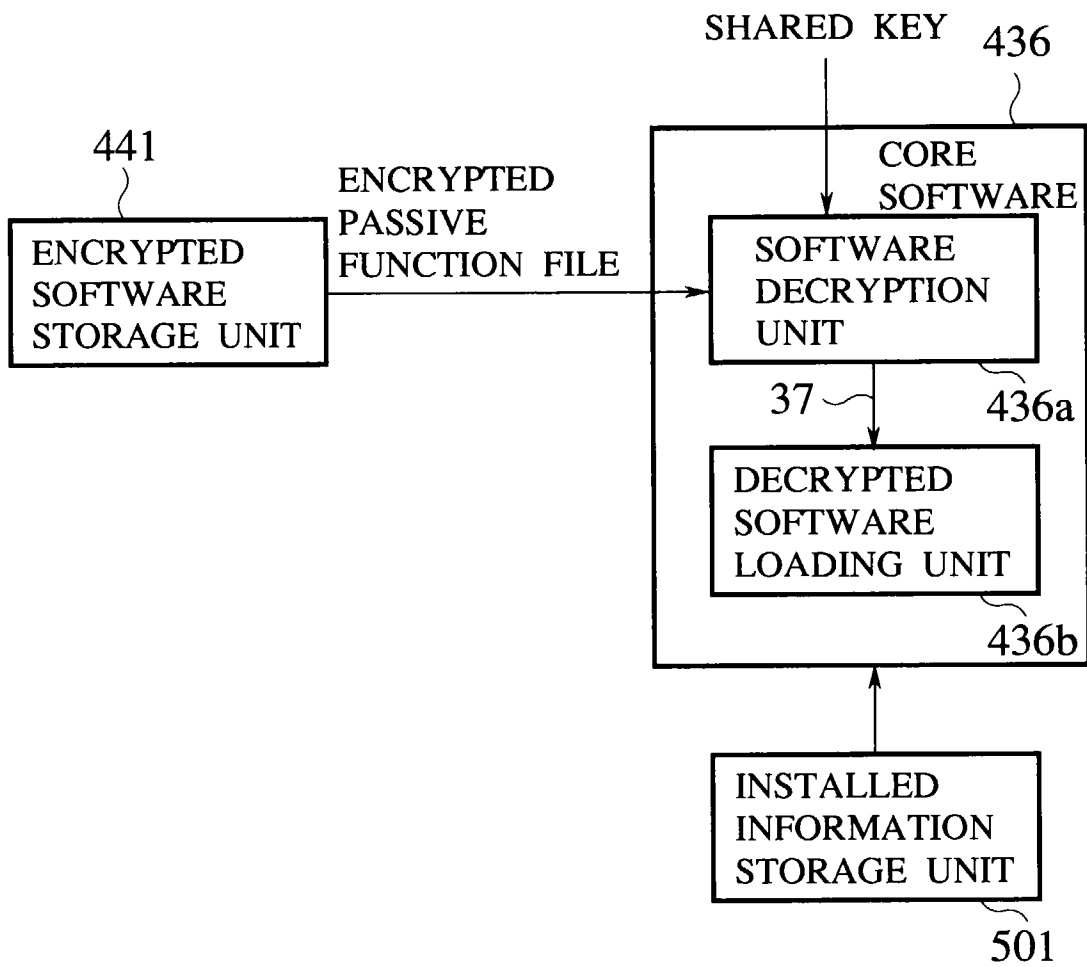 SHARED KEY
436
441
CORE
SOFTWARE
ENCRYPTED
PASSIVE
FUNCTION FILE
ENCRYPTED
SOFTWARE
STORAGE UNIT
SOFTWARE
DECRYPTION
UNIT
37
436a
DECRYPTED
SOFTWARE
LOADING UNIT
436b
INSTALLED
INFORMATION
STORAGE UNIT
501